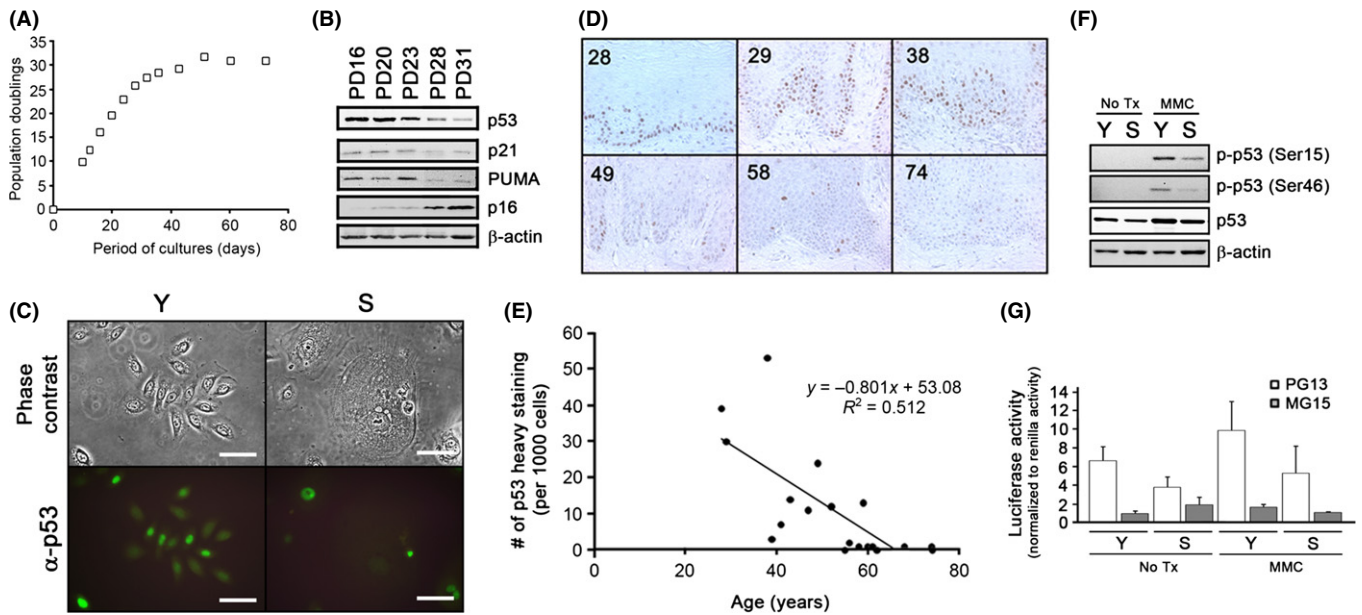 (A)
Population doublings
35
30
25
20
15
10
5
0
0 20 40 60 80
Period of cultures (days)
(B)
PD16 PD20 PD23 PD28 PD31
p53
p21
PUMA
p16
β-actin
(C)
Y S
Phase contrast
α-p53
(D)
28 29 38
49 58 74
(E)
# of p53 heavy staining
(per 1000 cells)
60
50
40
30
20
10
0
0 20 40 60 80
Age (years)
y = –0.801x + 53.08
R² = 0.512
(F)
No Tx MMC
Y S Y S
p-p53 (Ser15)
p-p53 (Ser46)
p53
β-actin
(G)
Luciferase activity
(normalized to renilla activity)
14
12
10
8
6
4
2
0
PG13
MG15
Y S Y S
No Tx MMC